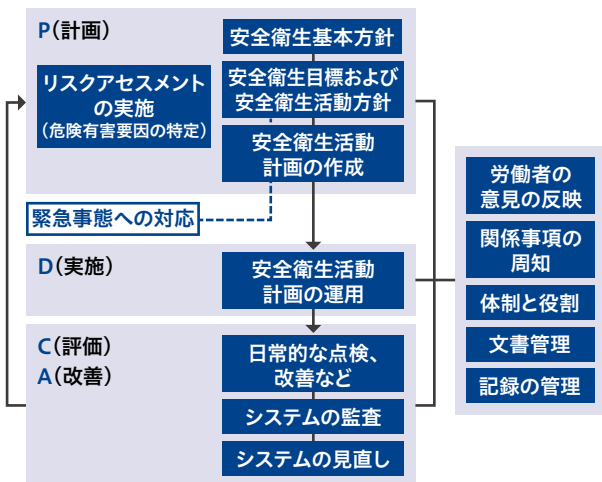 P(計画)
安全衛生基本方針
リスクアセスメント
の実施
(危険有害要因の特定)
安全衛生目標および
安全衛生活動方針
安全衛生活動
計画の作成
緊急事態への対応
D(実施)
安全衛生活動
計画の運用
C(評価)
A(改善)
日常的な点検、
改善など
システムの監査
システムの見直し
労働者の
意見の反映
関係事項の
周知
体制と役割
文書管理
記録の管理